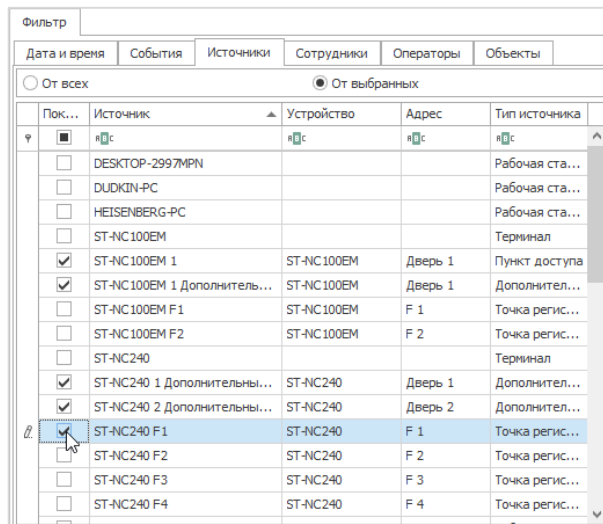 Фильтр
Дата и время События Источники Сотрудники Операторы Объекты
От всех От выбранных
Пок... Источник Устройство Адрес Тип источника
ABC ABC ABC ABC
DESKTOP-2997MPN Рабочая ста...
DUDKIN-PC Рабочая ста...
HEISENBERG-PC Рабочая ста...
ST-NC100EM Терминал
ST-NC100EM 1 ST-NC100EM Дверь 1 Пункт доступа
ST-NC100EM 1 Дополнитель... ST-NC100EM Дверь 1 Дополнител...
ST-NC100EM F1 ST-NC100EM F 1 Точка регис...
ST-NC100EM F2 ST-NC100EM F 2 Точка регис...
ST-NC240 Терминал
ST-NC240 1 Дополнительны... ST-NC240 Дверь 1 Дополнител...
ST-NC240 2 Дополнительны... ST-NC240 Дверь 2 Дополнител...
ST-NC240 F1 ST-NC240 F 1 Точка регис...
ST-NC240 F2 ST-NC240 F 2 Точка регис...
ST-NC240 F3 ST-NC240 F 3 Точка регис...
ST-NC240 F4 ST-NC240 F 4 Точка регис...